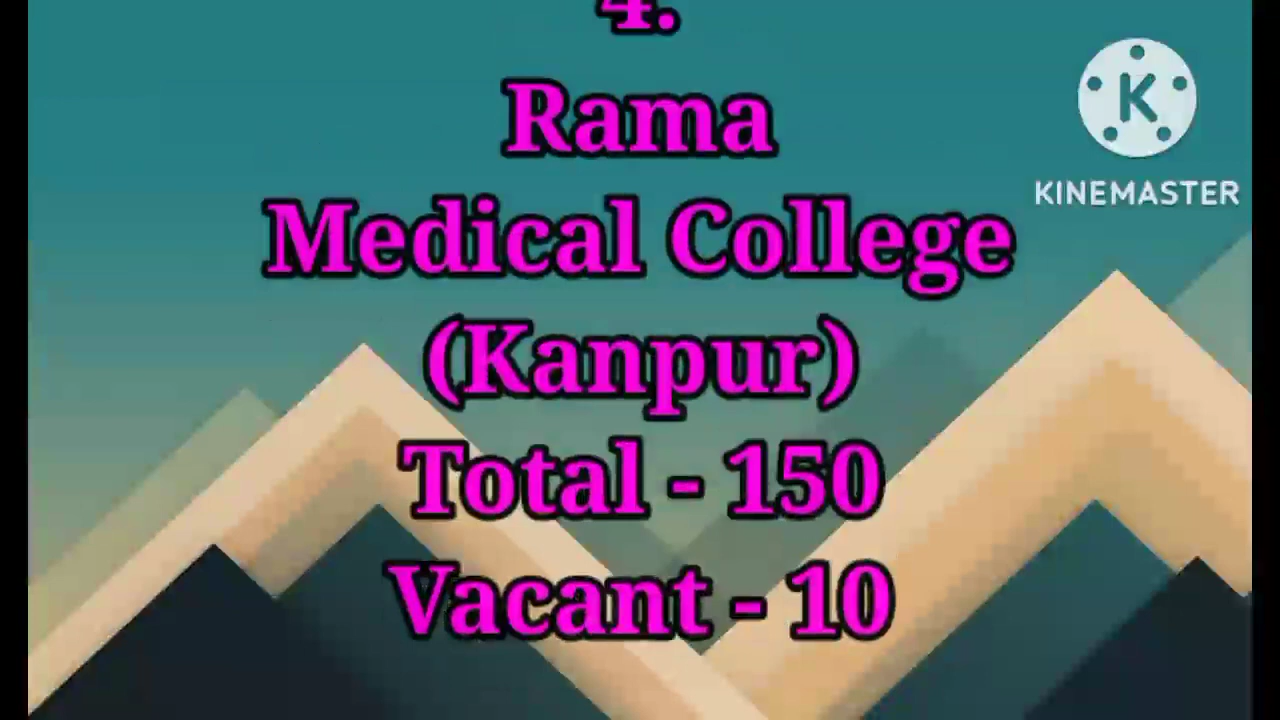 4.
Rama
Medical College
(Kanpur)
Total - 150
Vacant - 10
K
KINEMASTER